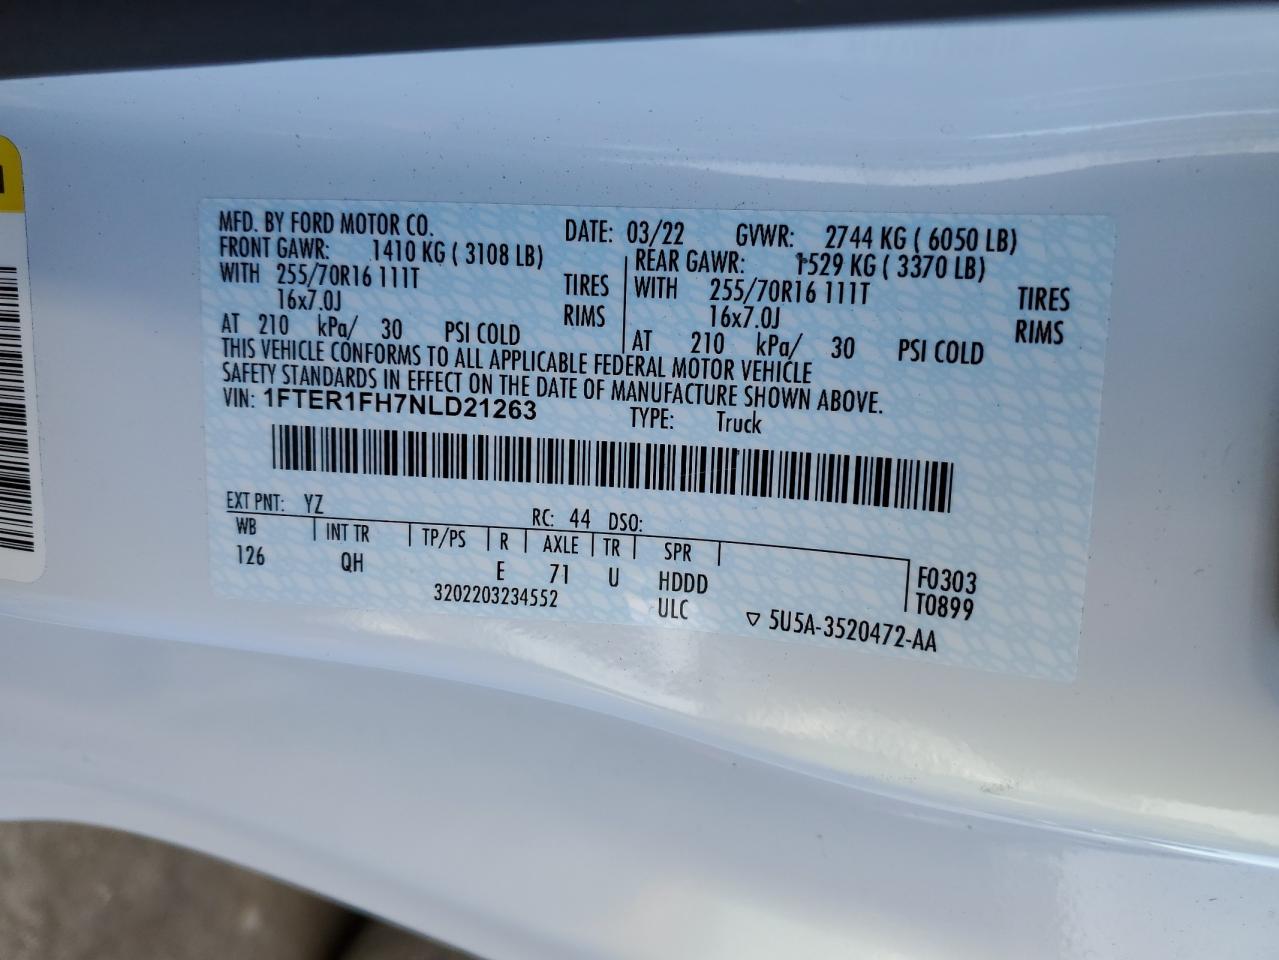 MFD. BY FORD MOTOR CO. DATE: 03/22 GVWR: 2744 KG ( 6050 LB)
FRONT GAWR: 1410 KG ( 3108 LB) REAR GAWR: 1529 KG ( 3370 LB)
WITH 255/70R16 111T TIRES WITH 255/70R16 111T TIRES
16x7.0J RIMS 16x7.0J RIMS
AT 210 kPa/ 30 PSI COLD AT 210 kPa/ 30 PSI COLD
THIS VEHICLE CONFORMS TO ALL APPLICABLE FEDERAL MOTOR VEHICLE
SAFETY STANDARDS IN EFFECT ON THE DATE OF MANUFACTURE SHOWN ABOVE.
VIN: 1FTER1FH7NLD21263 TYPE: Truck
EXT PNT: YZ RC: 44 DSO:
WB INT TR TP/PS R AXLE TR SPR
126 QH E 71 U HDDD F0303
3202203234552 ULC T0899
▽ 5U5A-3520472-AA